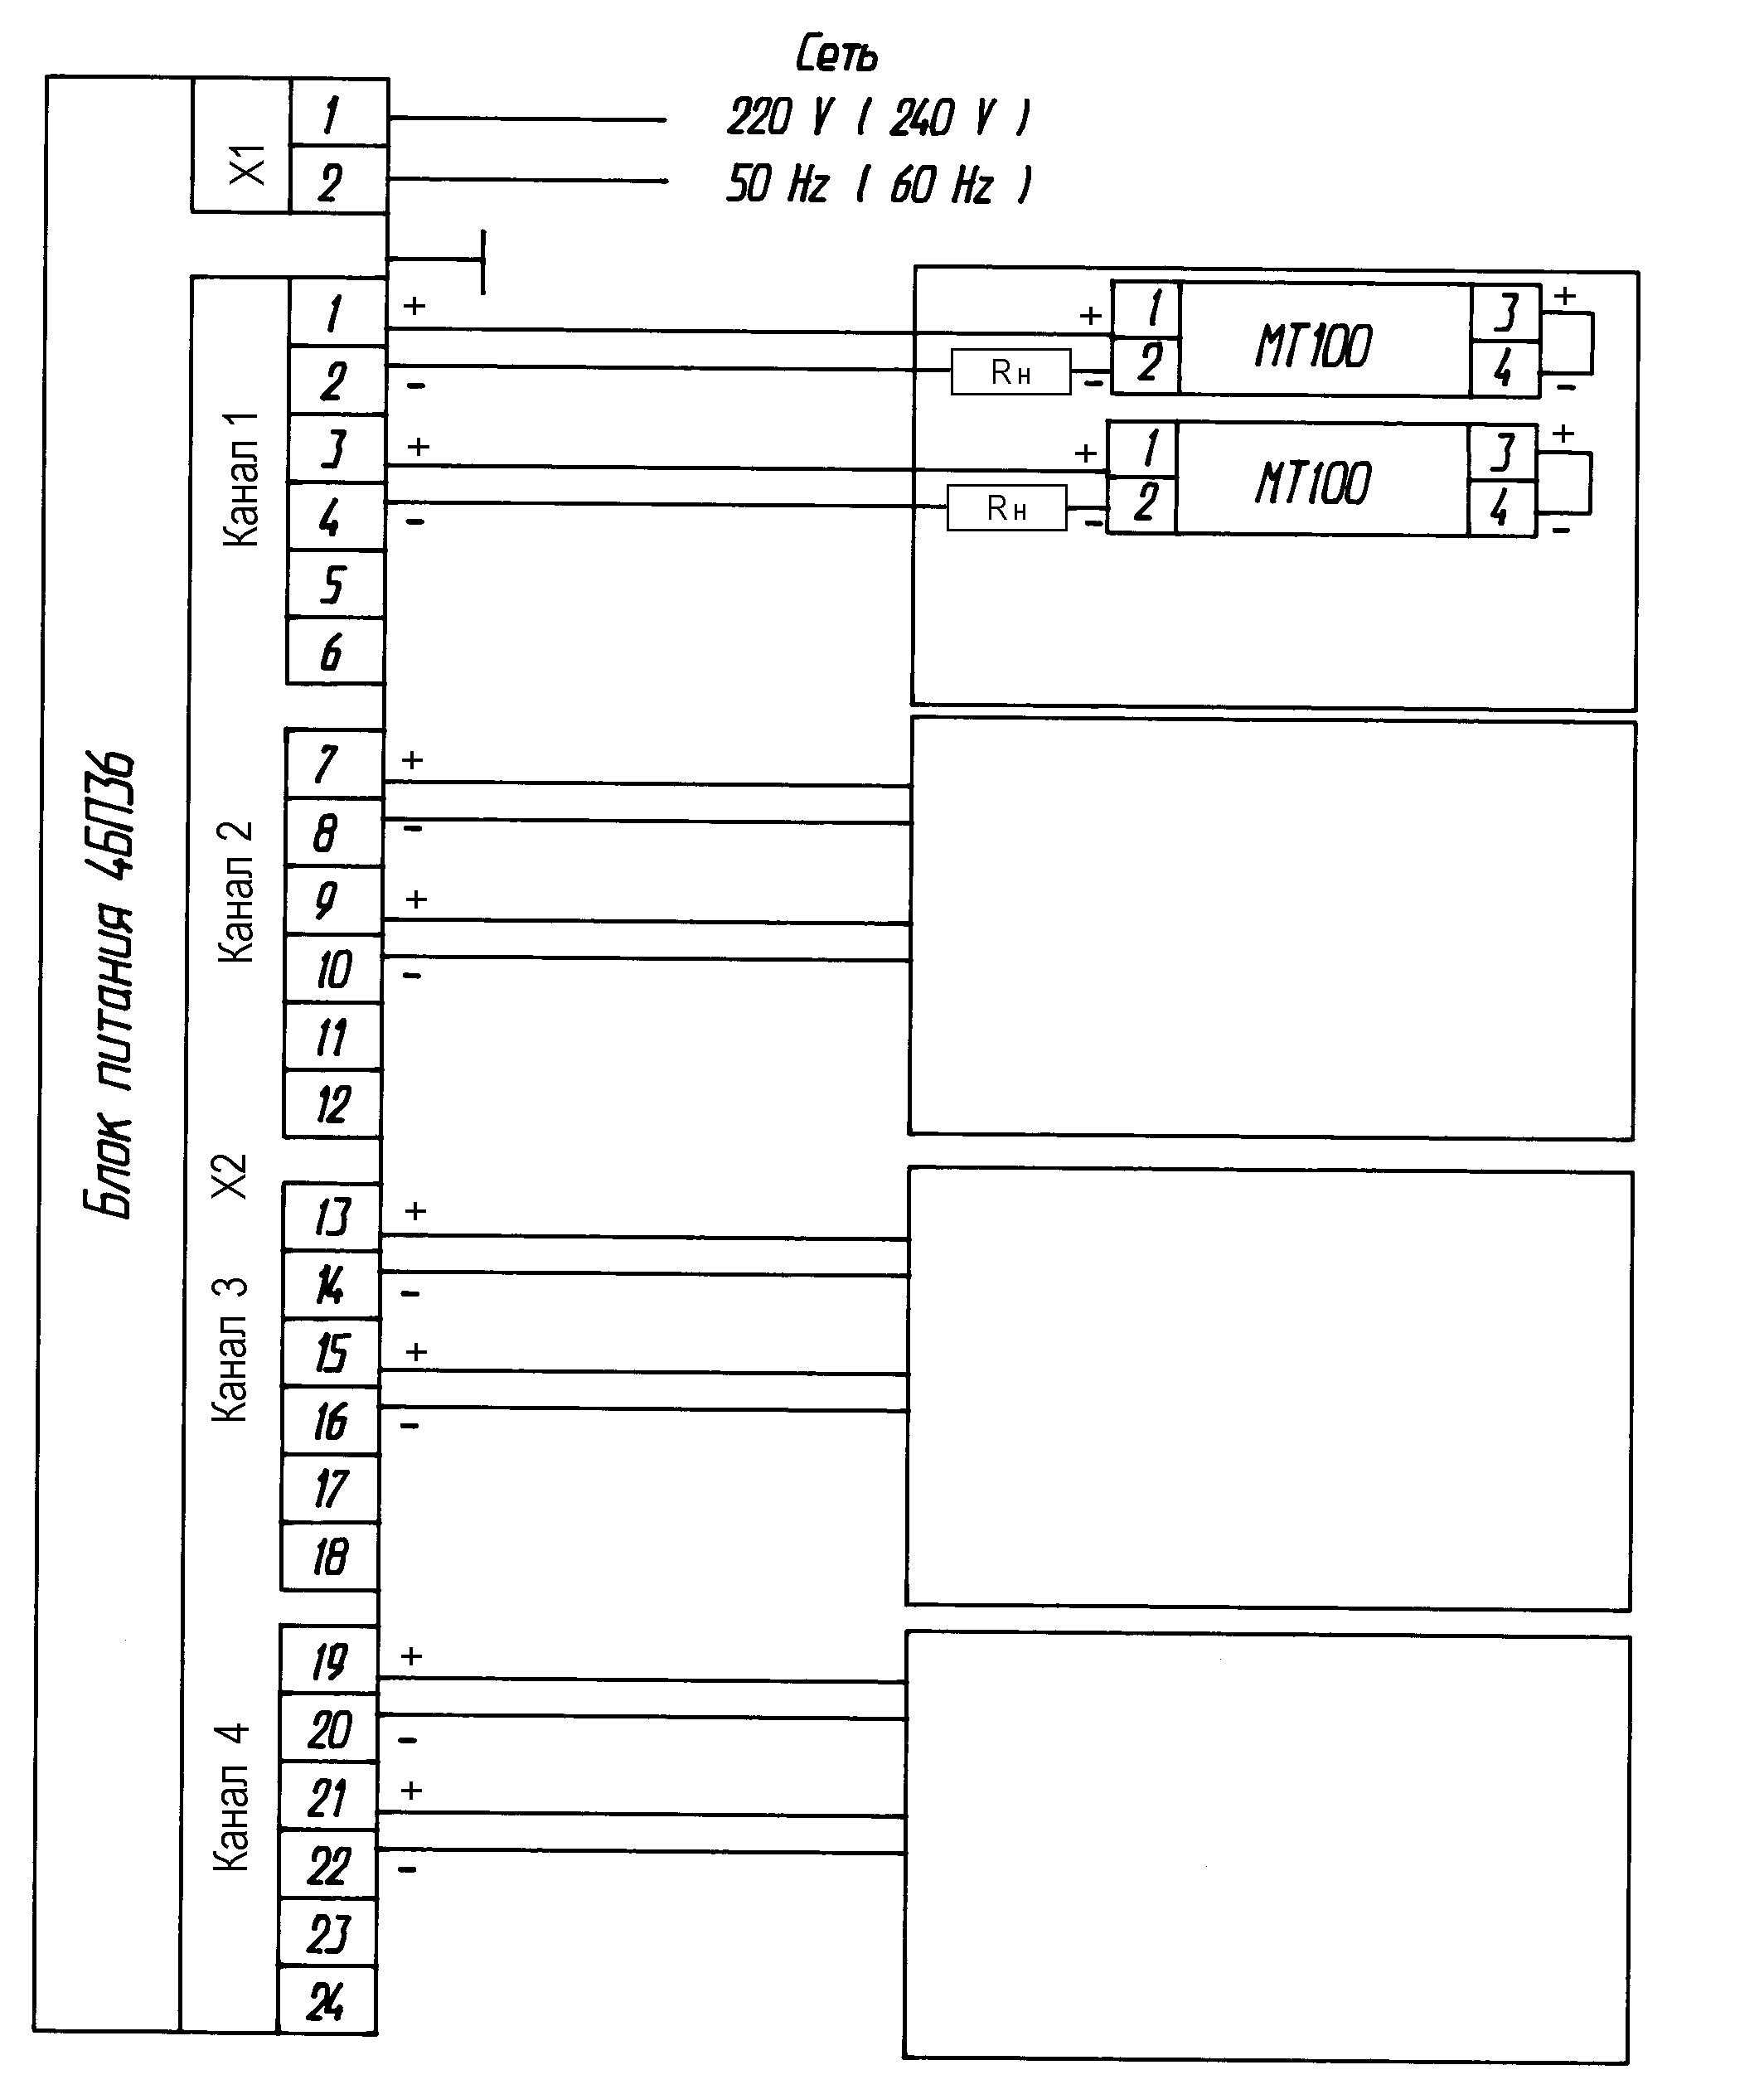 Сеть
220 V ( 240 V )
50 Hz ( 60 Hz )
Блок питания 4БП36
X1
1
2
X2
Канал 1
1 +
2 -
3 +
4 -
5
6
+ 1 МТ100 3 +
Rн - 2 4 -
+ 1 МТ100 3 +
Rн - 2 4 -
Канал 2
7 +
8 -
9 +
10 -
11
12
Канал 3
13 +
14 -
15 +
16 -
17
18
Канал 4
19 +
20 -
21 +
22 -
23
24